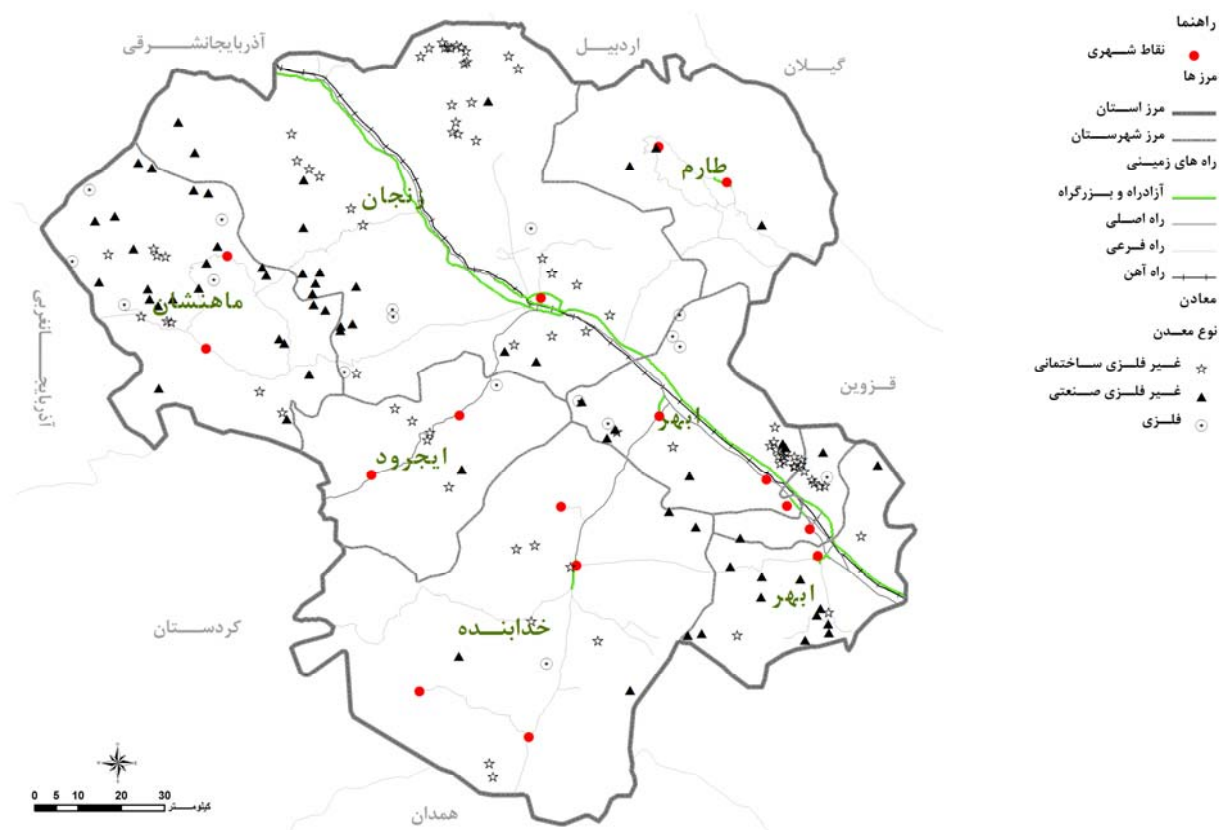 راهنما
نقاط شهری
مرز ها
مرز استان
مرز شهرستان
راه های زمینی
آزادراه و بزرگراه
راه اصلی
راه فرعی
راه آهن
معادن
نوع معدن
غیر فلزی ساختمانی
غیر فلزی صنعتی
فلزی
آذربایجانشرقی
اردبیل
گیلان
طارم
زنجان
ماهنشان
آذربایجانغربی
قزوین
ابهر
ایجرود
ابهر
خدابنده
کردستان
همدان
0 5 10 20 30
کیلومتر